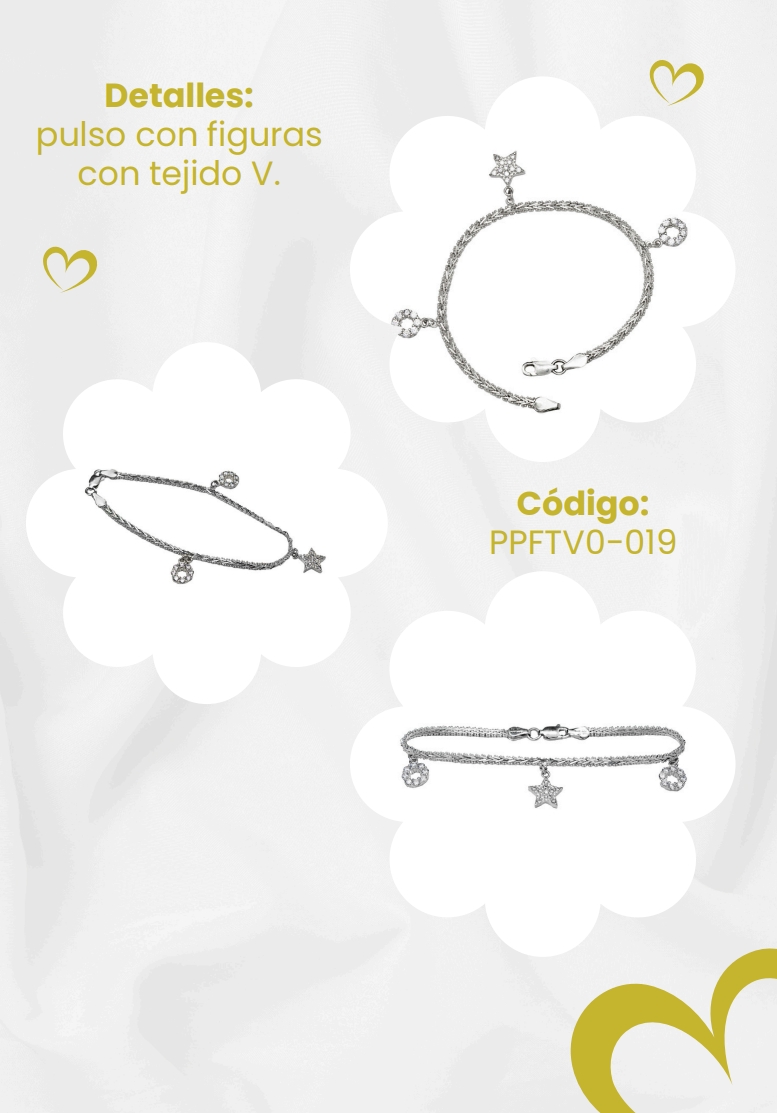 Detalles:
pulso con figuras
con tejido V.
Código:
PPFTV0-019